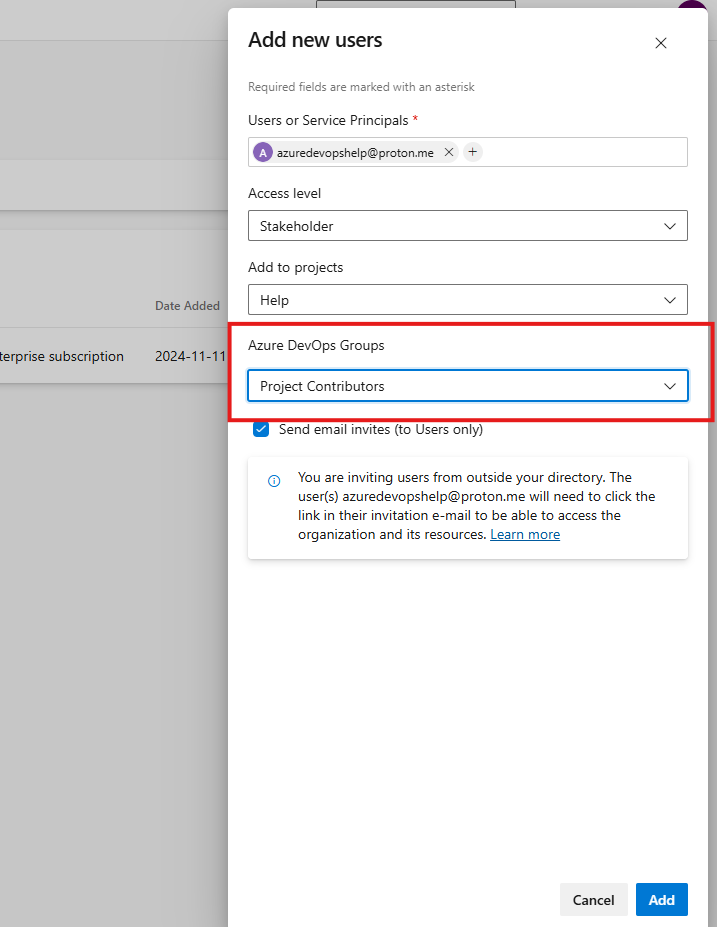 Add new users
Required fields are marked with an asterisk
Users or Service Principals *
A azuredevopshelp@proton.me +
Access level
Stakeholder
Add to projects
Help
Date Added
Azure DevOps Groups
terprise subscription 2024-11-11
Project Contributors
Send email invites (to Users only)
You are inviting users from outside your directory. The
user(s) azuredevopshelp@proton.me will need to click the
link in their invitation e-mail to be able to access the
organization and its resources. Learn more
Cancel Add